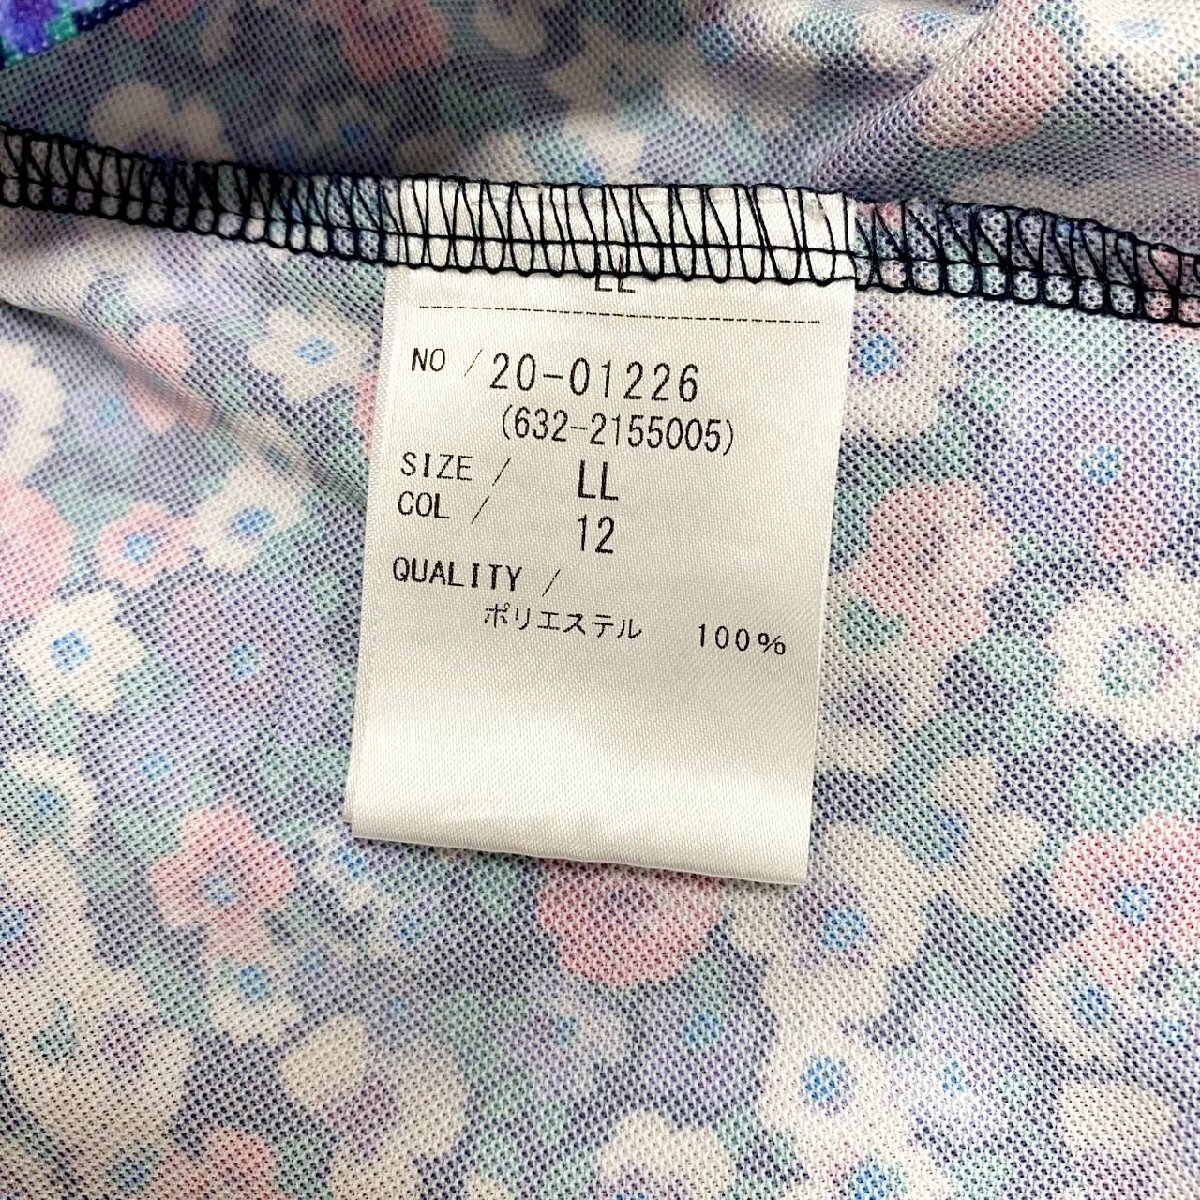 LL
NO / 20-01226
(632-2155005)
SIZE / LL
COL / 12
QUALITY /
ポリエステル 100%